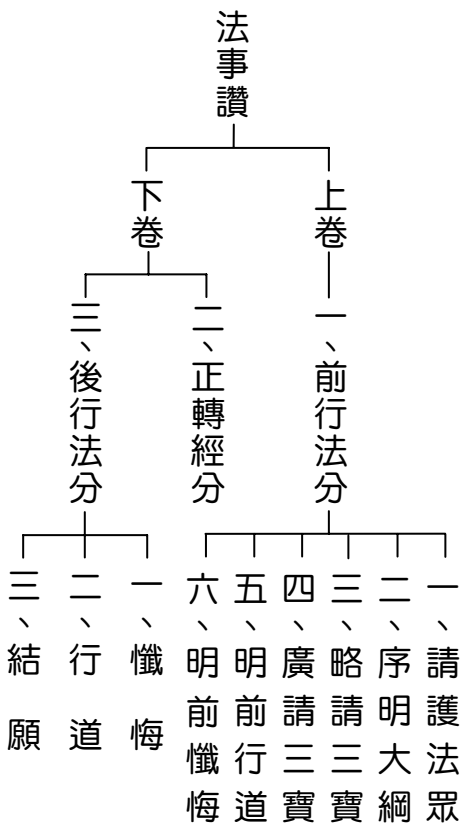 法事讚
上卷
下卷
一、前行法分
二、正轉經分
三、後行法分
一、請護法眾
二、序明大綱
三、略請三寶
四、廣請三寶
五、明前行道
六、明前懺悔
一、懺悔
二、行道
三、結願